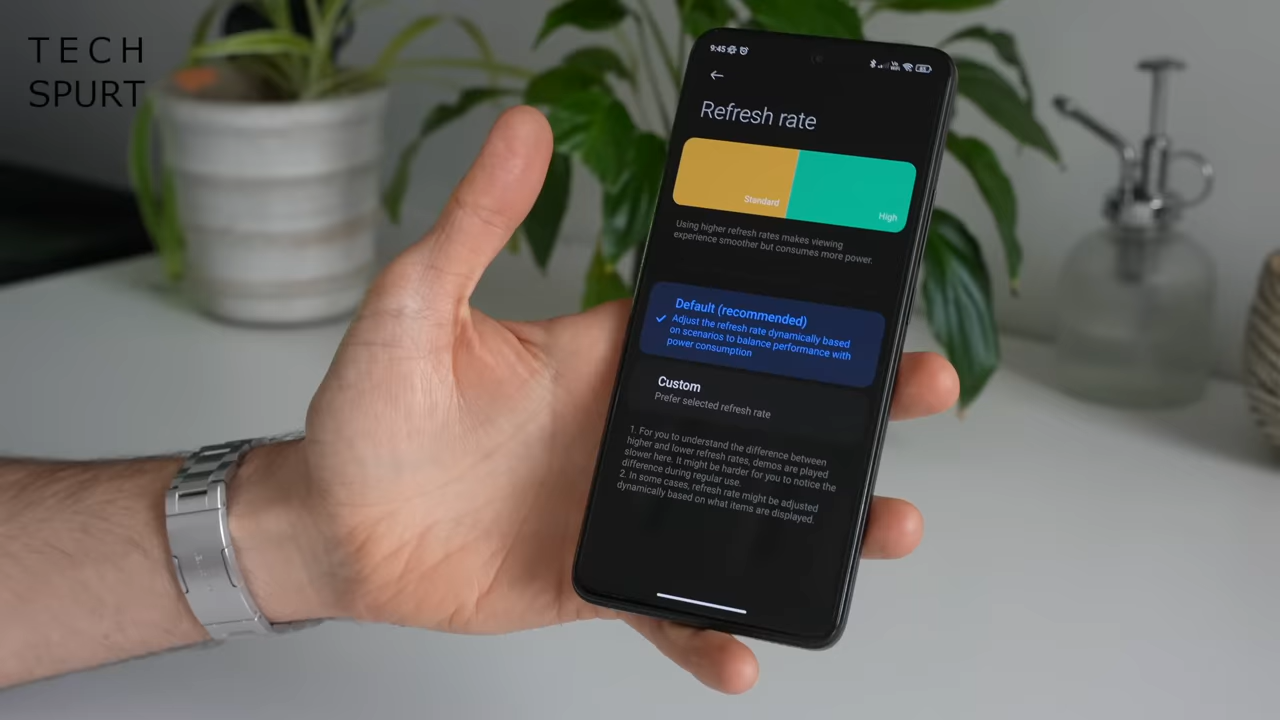 TECH
SPURT
9:45
Refresh rate
Standard
High
Using higher refresh rates makes viewing
experience smoother but consumes more power.
Default (recommended)
Adjust the refresh rate dynamically based
on scenarios to balance performance with
power consumption
Custom
Prefer selected refresh rate
1. For you to understand the difference between
higher and lower refresh rates, demos are played
slower here. It might be harder for you to notice the
difference during regular use.
2. In some cases, refresh rate might be adjusted
dynamically based on what items are displayed.